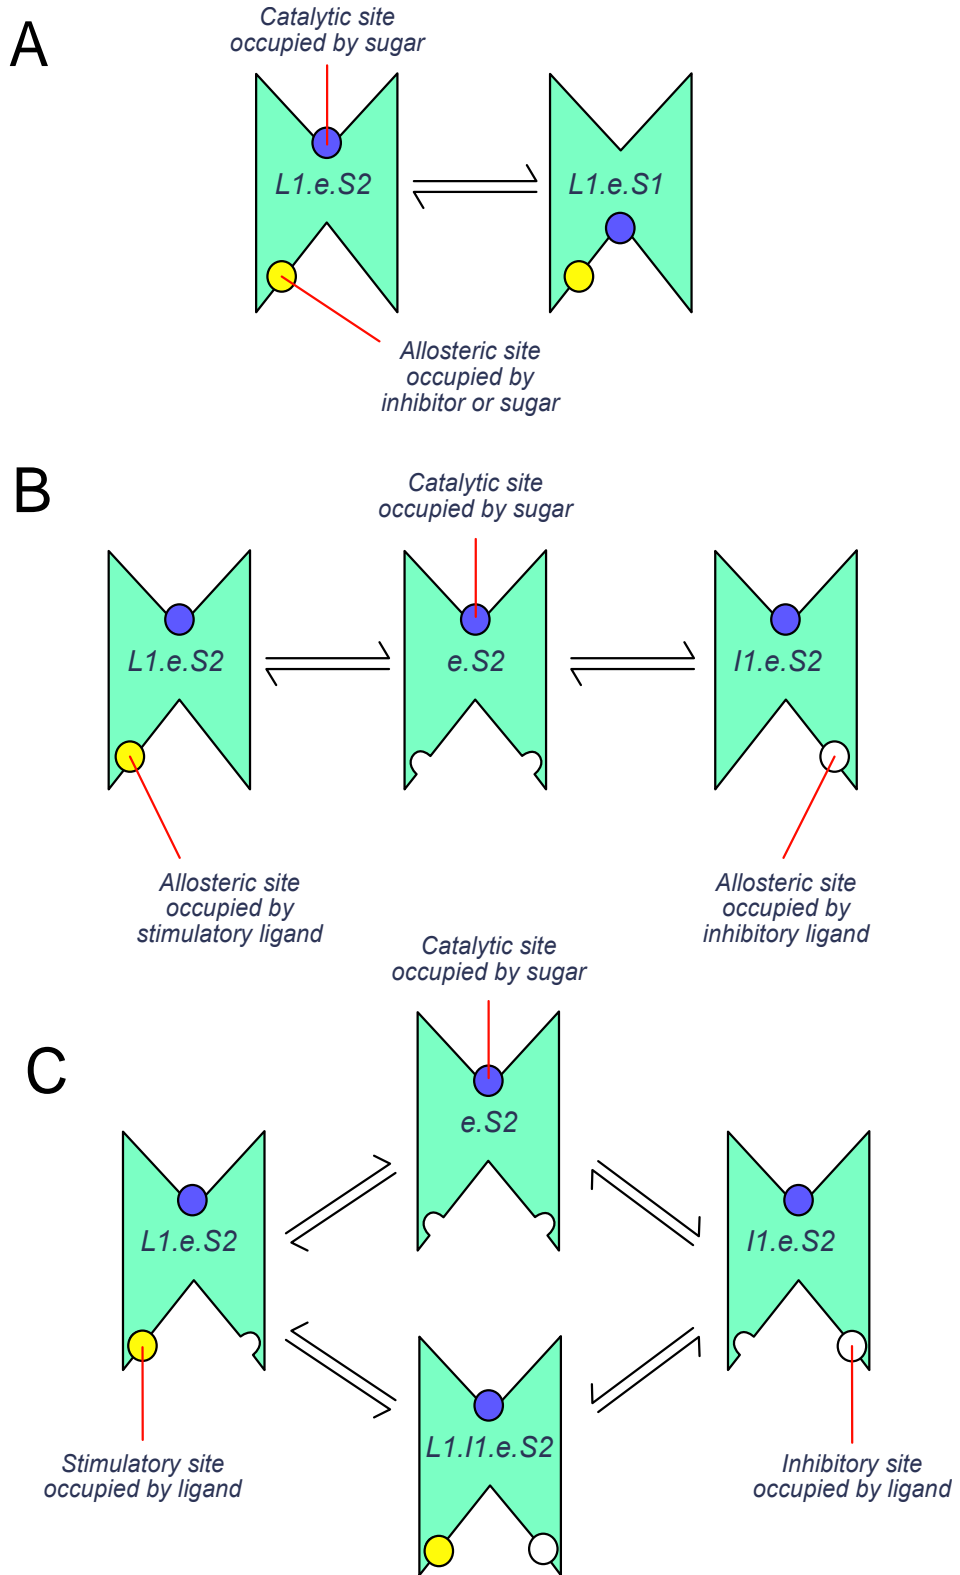 A
Catalytic site
occupied by sugar
L1.e.S2
L1.e.S1
Allosteric site
occupied by
inhibitor or sugar
B
Catalytic site
occupied by sugar
L1.e.S2
e.S2
I1.e.S2
Allosteric site
occupied by
stimulatory ligand
Allosteric site
occupied by
inhibitory ligand
C
Catalytic site
occupied by sugar
e.S2
L1.e.S2
I1.e.S2
L1.I1.e.S2
Stimulatory site
occupied by ligand
Inhibitory site
occupied by ligand